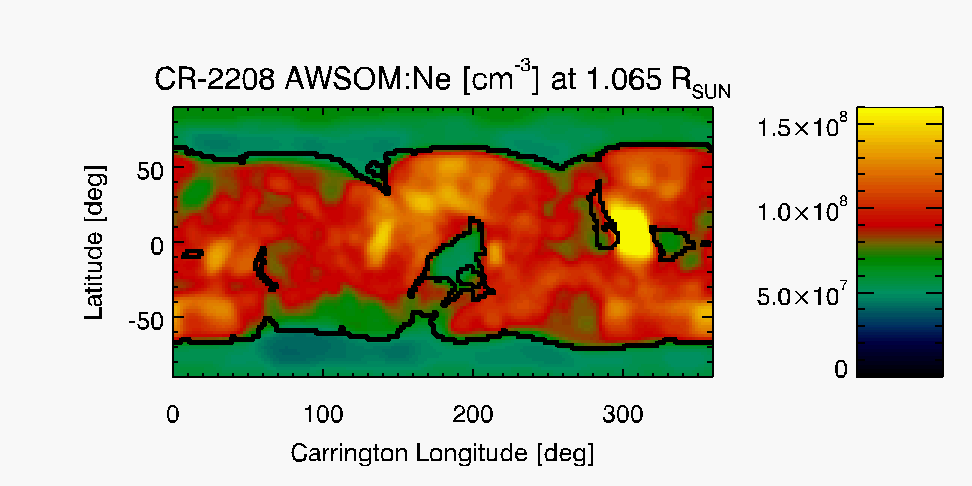 CR-2208 AWSOM:Ne [cm⁻³] at 1.065 R_SUN
1.5×10⁸
1.0×10⁸
5.0×10⁷
0
50
0
-50
Latitude [deg]
0 100 200 300
Carrington Longitude [deg]